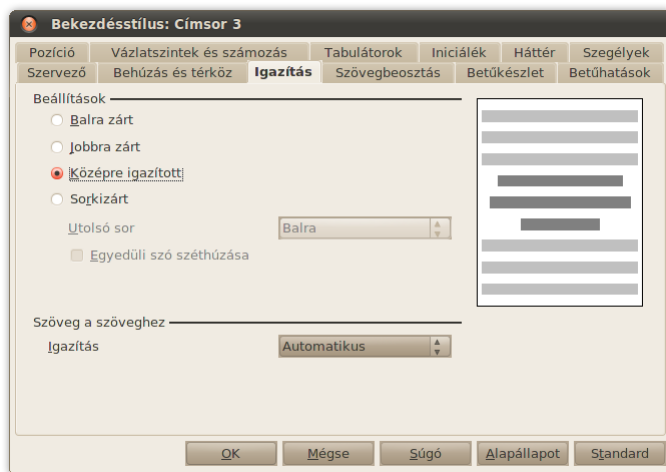 Bekezdésstílus: Címsor 3
Pozíció Vázlatszintek és számozás Tabulátorok Iniciálék Háttér Szegélyek
Szervező Behúzás és térköz Igazítás Szövegbeosztás Betűkészlet Betűhatások
Beállítások
Balra zárt
Jobbra zárt
Középre igazított
Sorkizárt
Utolsó sor Balra
Egyedüli szó széthúzása
Szöveg a szöveghez
Igazítás Automatikus
OK Mégse Súgó Alapállapot Standard